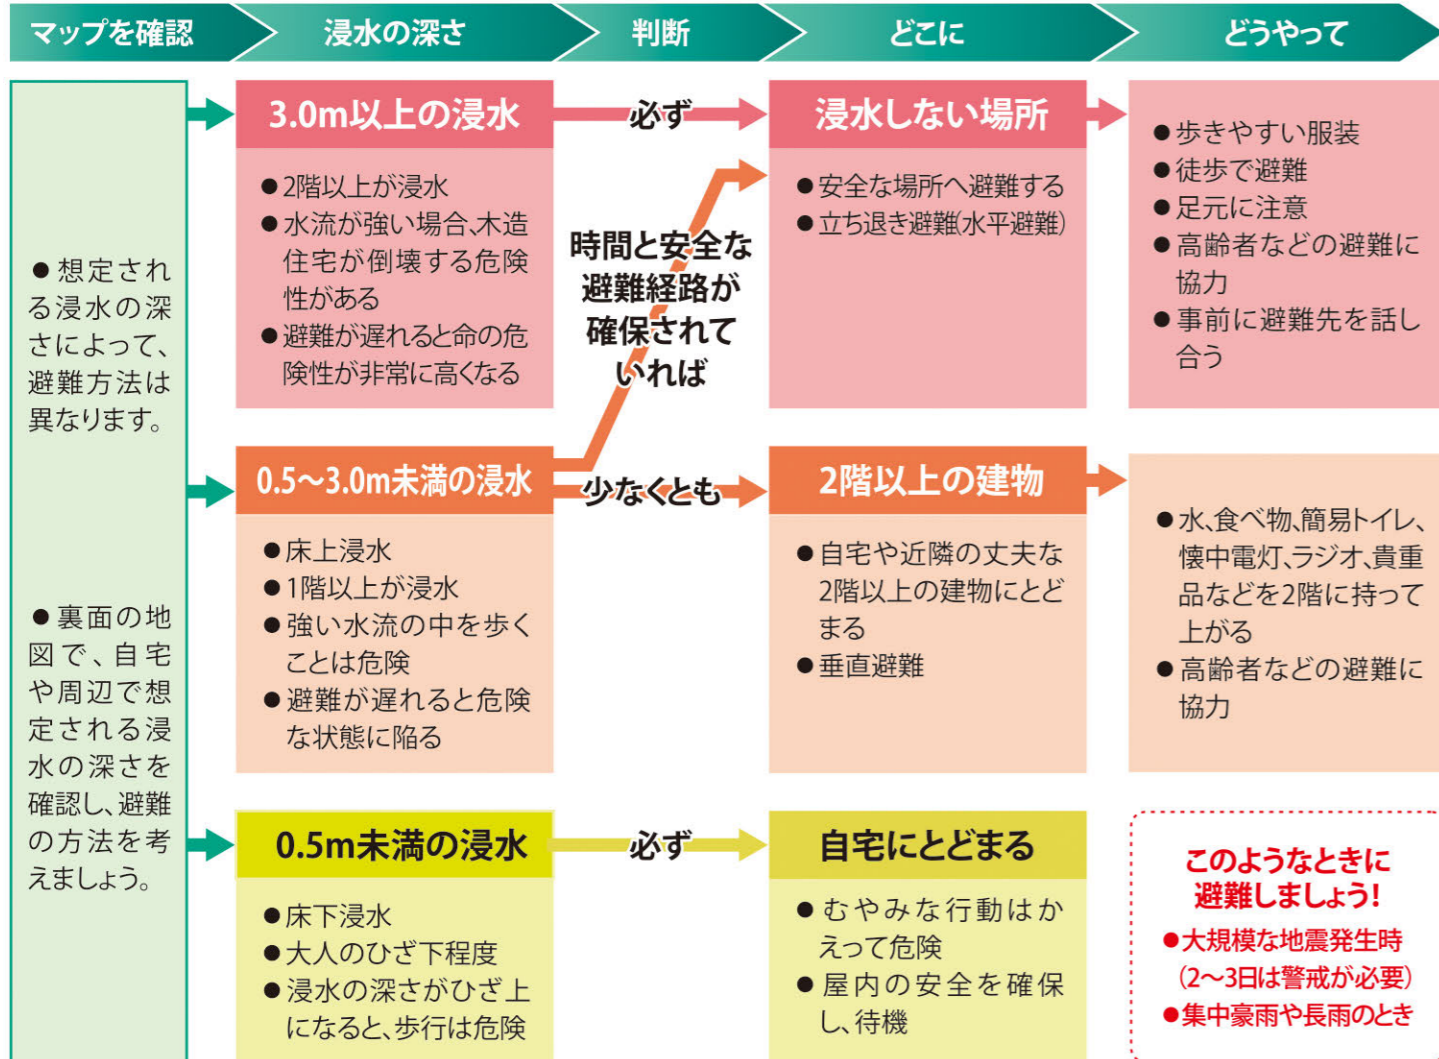 マップを確認
浸水の深さ
判断
どこに
どうやって
●想定され
る浸水の深
さによって、
避難方法は
異なります。
●裏面の地
図で、自宅
や周辺で想
定される浸
水の深さを
確認し、避難
の方法を考
えましょう。
3.0m以上の浸水
●2階以上が浸水
●水流が強い場合、木造
住宅が倒壊する危険
性がある
●避難が遅れると命の危
険性が非常に高くなる
必ず
浸水しない場所
●安全な場所へ避難する
●立ち退き避難(水平避難)
●歩きやすい服装
●徒歩で避難
●足元に注意
●高齢者などの避難に
協力
●事前に避難先を話し
合う
時間と安全な
避難経路が
確保されて
いれば
0.5〜3.0m未満の浸水
●床上浸水
●1階以上が浸水
●強い水流の中を歩く
ことは危険
●避難が遅れると危険
な状態に陥る
少なくとも
2階以上の建物
●自宅や近隣の丈夫な
2階以上の建物にとど
まる
●垂直避難
●水、食べ物、簡易トイレ、
懐中電灯、ラジオ、貴重
品などを2階に持って
上がる
●高齢者などの避難に
協力
0.5m未満の浸水
●床下浸水
●大人のひざ下程度
●浸水の深さがひざ上
になると、歩行は危険
必ず
自宅にとどまる
●むやみな行動はか
えって危険
●屋内の安全を確保
し、待機
このようなときに
避難しましょう!
●大規模な地震発生時
(2〜3日は警戒が必要)
●集中豪雨や長雨のとき